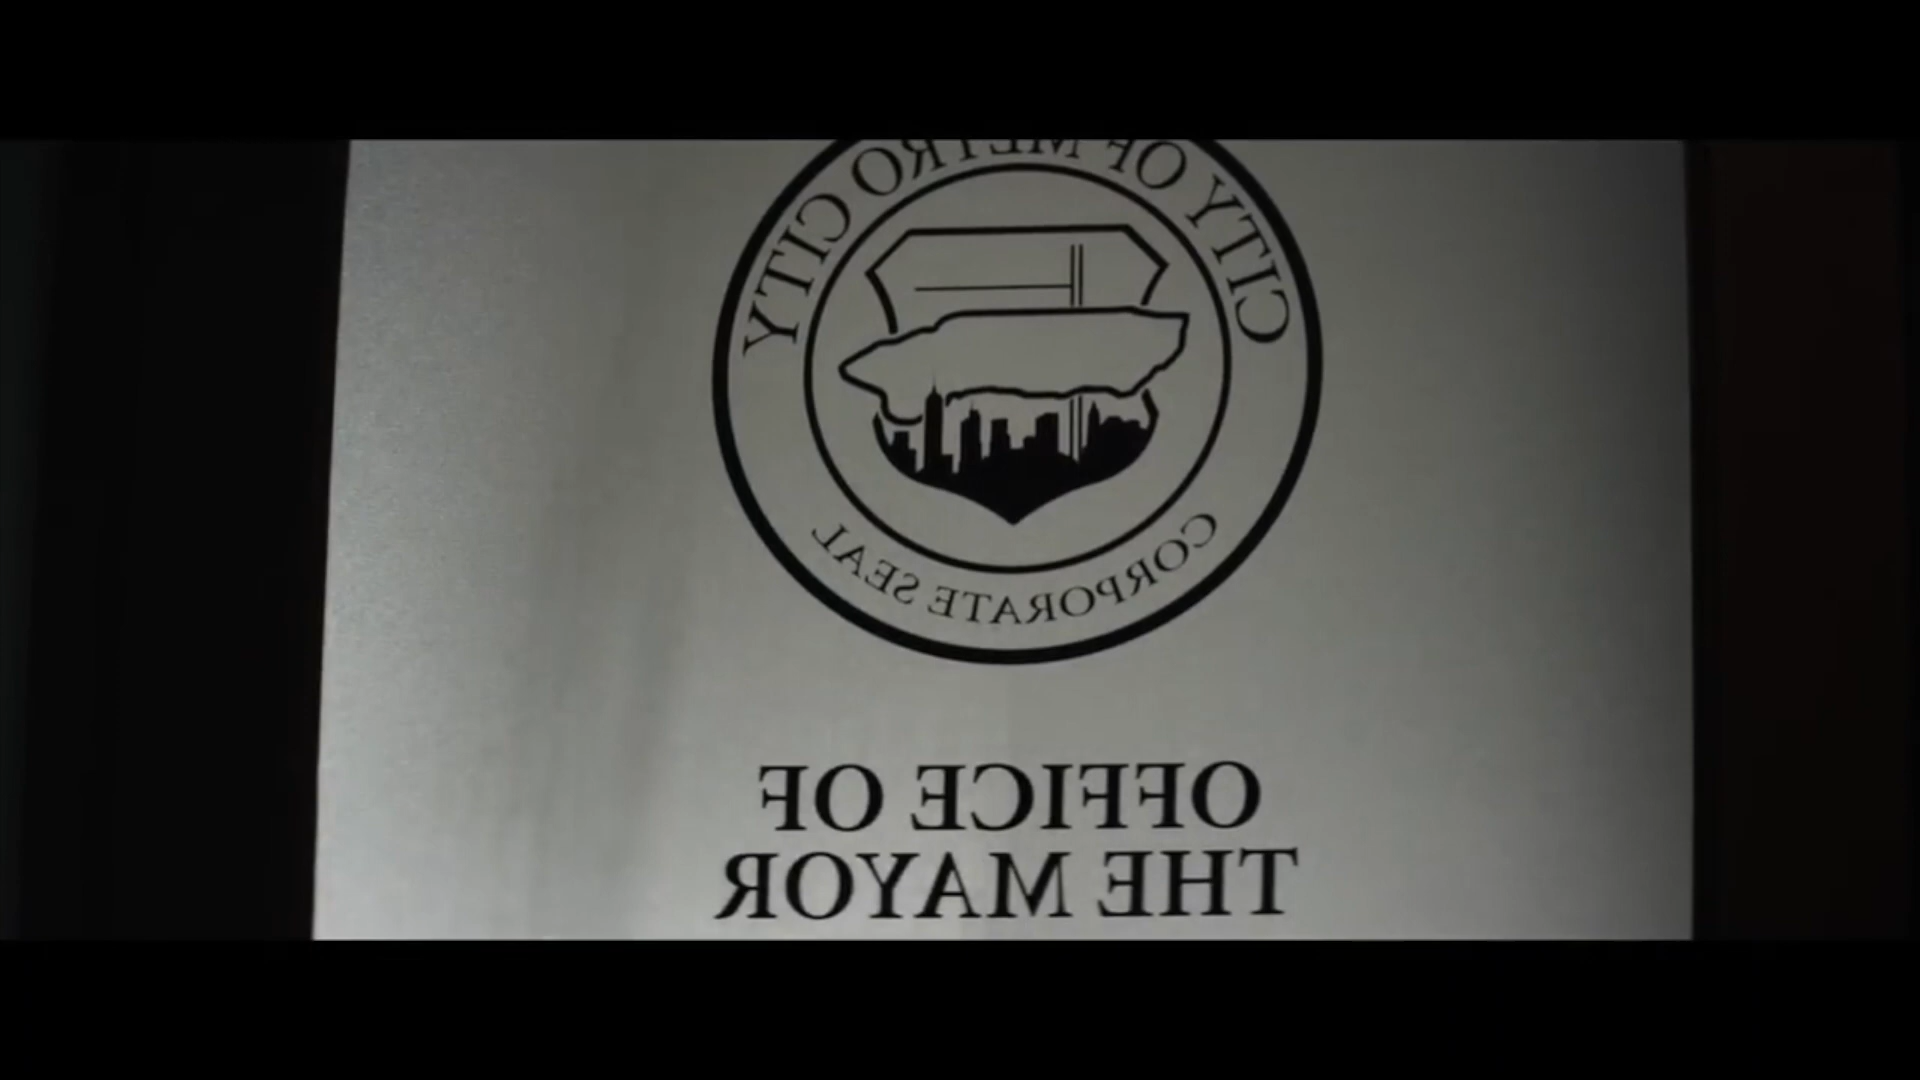 CITY OF METRO CITY
CORPORATE SEAL
OFFICE OF
THE MAYOR